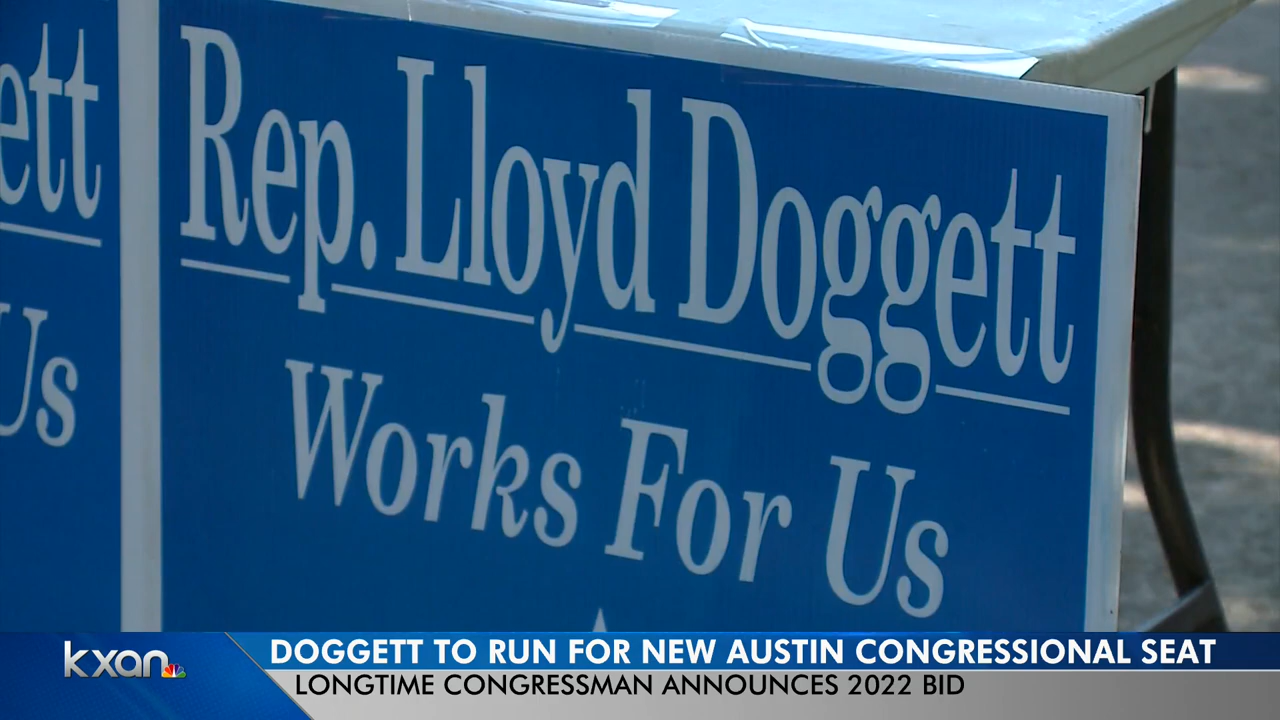 ett
Us
Rep. Lloyd Doggett
Works For Us
kxan
DOGGETT TO RUN FOR NEW AUSTIN CONGRESSIONAL SEAT
LONGTIME CONGRESSMAN ANNOUNCES 2022 BID